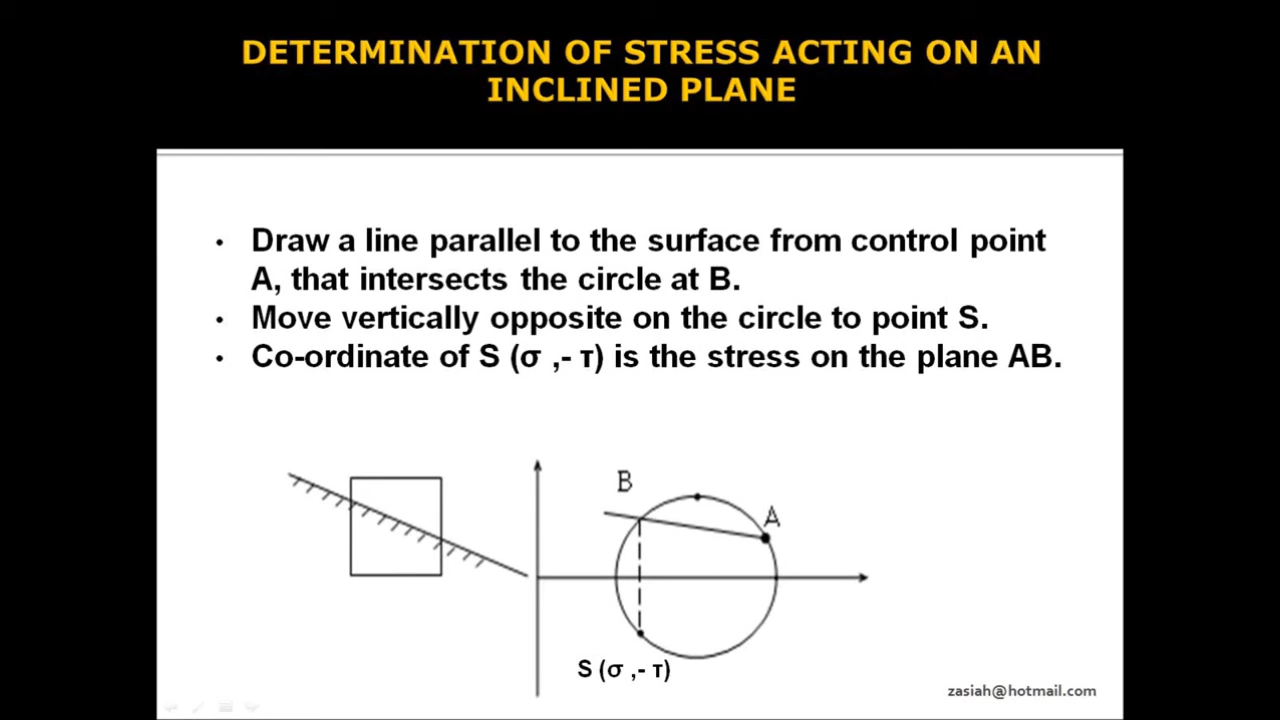 DETERMINATION OF STRESS ACTING ON AN
INCLINED PLANE
• Draw a line parallel to the surface from control point
A, that intersects the circle at B.
• Move vertically opposite on the circle to point S.
• Co-ordinate of S (σ ,- τ) is the stress on the plane AB.
B
A
S (σ ,- τ)
zasiah@hotmail.com